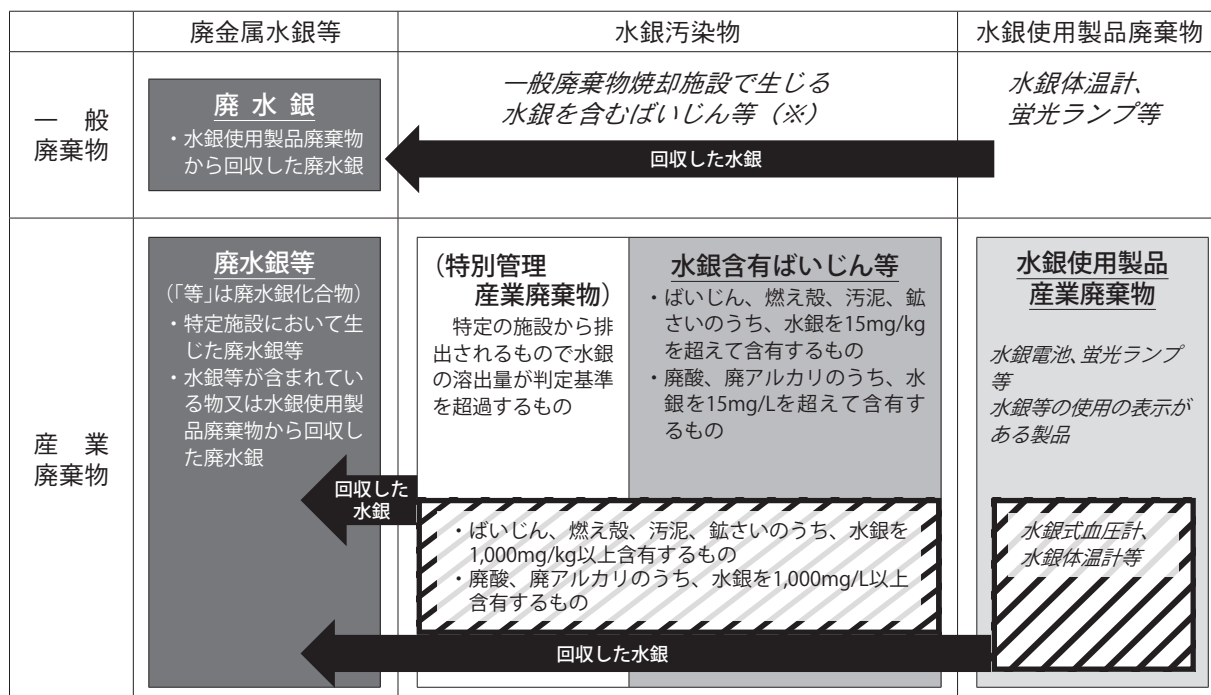 廃金属水銀等
水銀汚染物
水銀使用製品廃棄物
一 般
廃棄物
廃 水 銀
・水銀使用製品廃棄物
から回収した廃水銀
一般廃棄物焼却施設で生じる
水銀を含むばいじん等（※）
水銀体温計、
蛍光ランプ等
回収した水銀
産 業
廃棄物
廃水銀等
（「等」は廃水銀化合物）
・特定施設において生
じた廃水銀等
・水銀等が含まれてい
る物又は水銀使用製
品廃棄物から回収し
た廃水銀
（特別管理
産業廃棄物）
特定の施設から排
出されるもので水銀
の溶出量が判定基準
を超過するもの
水銀含有ばいじん等
・ばいじん、燃え殻、汚泥、鉱
さいのうち、水銀を15mg/kg
を超えて含有するもの
・廃酸、廃アルカリのうち、水
銀を15mg/Lを超えて含有す
るもの
水銀使用製品
産業廃棄物
水銀電池、蛍光ランプ
等
水銀等の使用の表示が
ある製品
回収した
水銀
・ばいじん、燃え殻、汚泥、鉱さいのうち、水銀を
1,000mg/kg以上含有するもの
・廃酸、廃アルカリのうち、水銀を1,000mg/L以上
含有するもの
水銀式血圧計、
水銀体温計等
回収した水銀